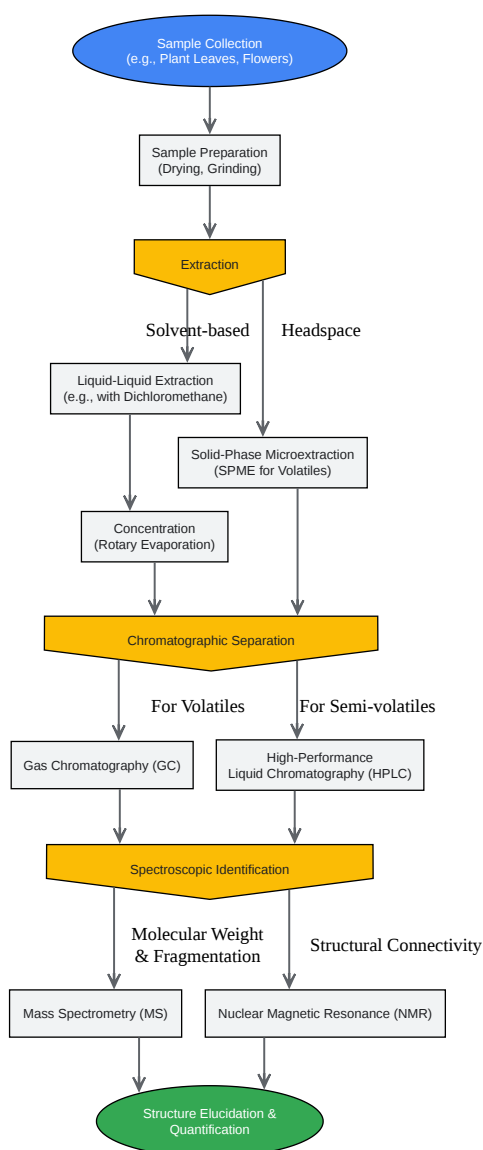 Sample Collection
(e.g., Plant Leaves, Flowers)
Sample Preparation
(Drying, Grinding)
Extraction
Solvent-based
Headspace
Liquid-Liquid Extraction
(e.g., with Dichloromethane)
Solid-Phase Microextraction
(SPME for Volatiles)
Concentration
(Rotary Evaporation)
Chromatographic Separation
For Volatiles
For Semi-volatiles
Gas Chromatography (GC)
High-Performance
Liquid Chromatography (HPLC)
Spectroscopic Identification
Molecular Weight
& Fragmentation
Structural Connectivity
Mass Spectrometry (MS)
Nuclear Magnetic Resonance (NMR)
Structure Elucidation &
Quantification